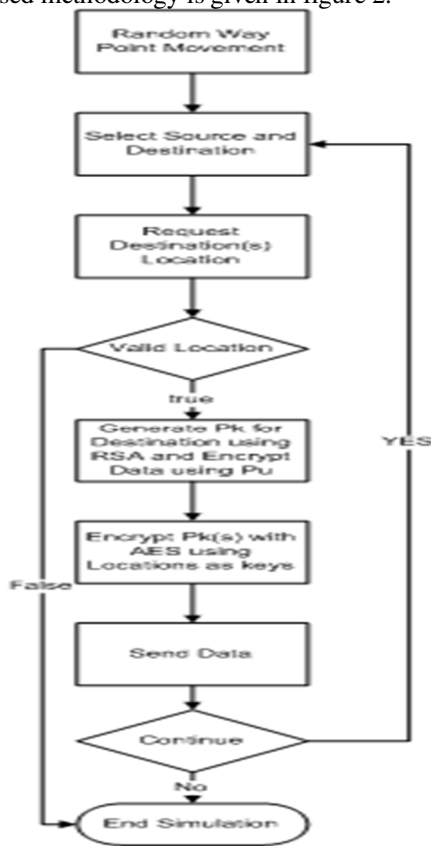 sed methodology is given in figure 2.
Random Way
Point Movement
Select Source and
Destination
Request
Destination(s)
Location
Valid Location
true
Generate Pk for
Destination using
RSA and Encrypt
Data using Pu
YES
Encrypt Pk(s) with
AES using
Locations as keys
False
Send Data
Continue
No
End Simulation